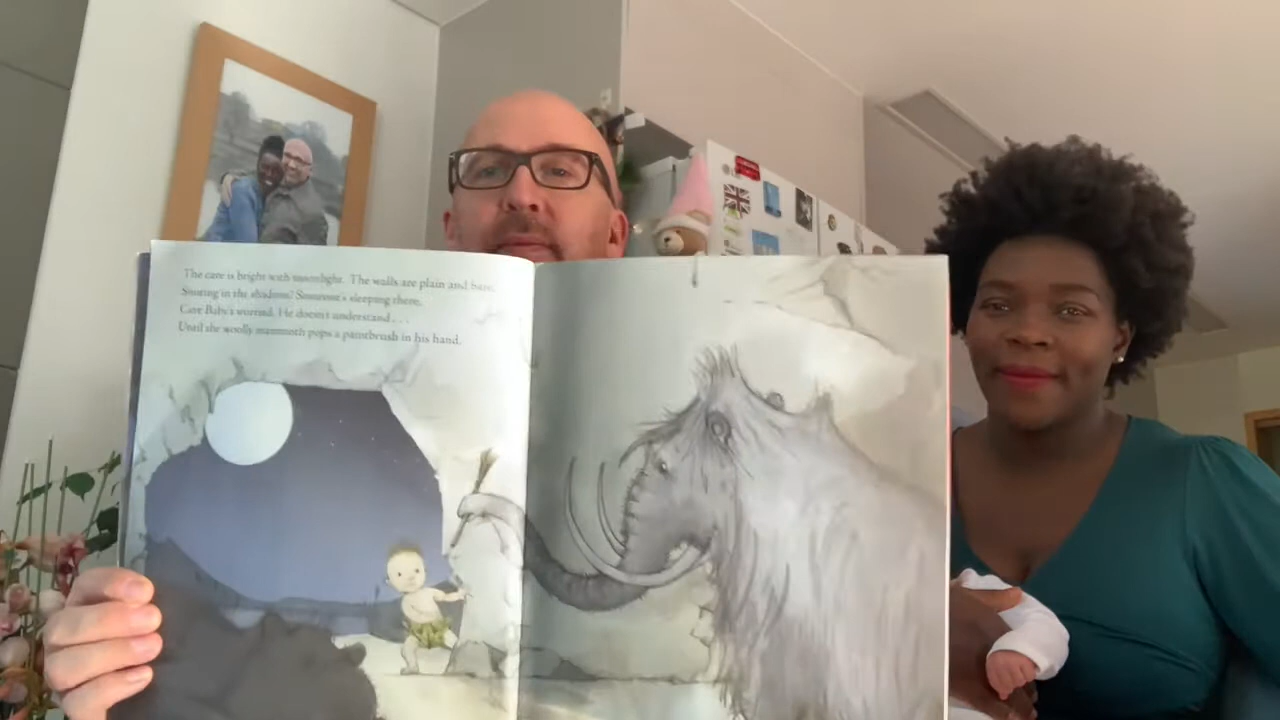 The cave is bright with moonlight. The walls are plain and bare.
Snoring in the shadows? Someone's sleeping there.
Cave Baby's worried. He doesn't understand . . .
Until the woolly mammoth pops a paintbrush in his hand.